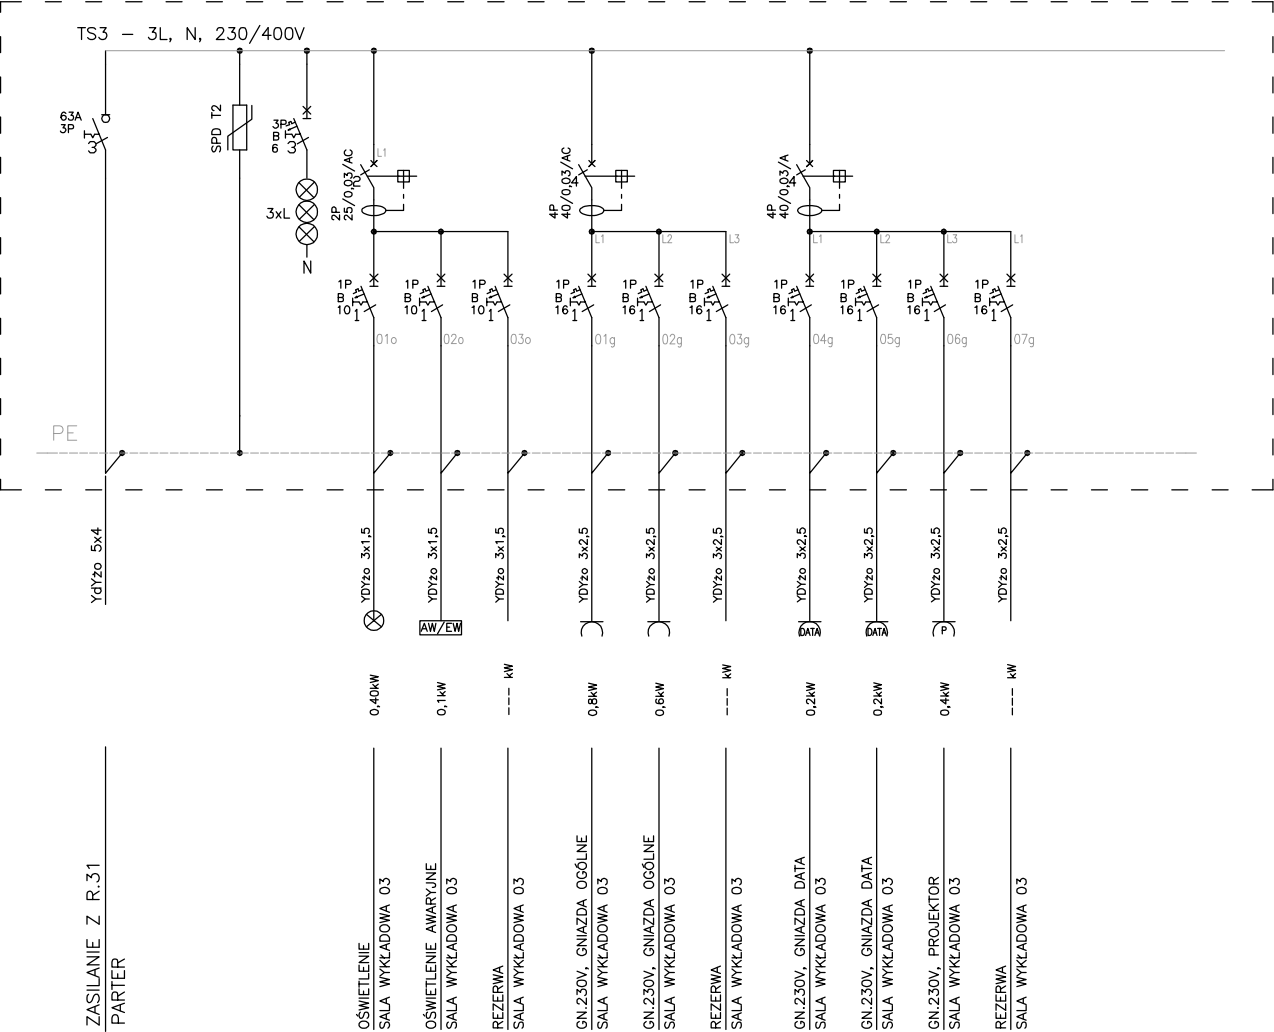 TS3 – 3L, N, 230/400V
63A
3P
3
SPD T2
3P
B
6
3
3xL
N
L1
2
2P
25/0,03/AC
4
4P
40/0,03/AC
4
4P
40/0,03/A
L1
L2
L3
L1
L2
L3
L1
1P
B
10
1
1P
B
10
1
1P
B
10
1
1P
B
16
1
1P
B
16
1
1P
B
16
1
1P
B
16
1
1P
B
16
1
1P
B
16
1
1P
B
16
1
01o
02o
03o
01g
02g
03g
04g
05g
06g
07g
PE
YdYżo 5x4
YDYżo 3x1,5
YDYżo 3x1,5
YDYżo 3x1,5
YDYżo 3x2,5
YDYżo 3x2,5
YDYżo 3x2,5
YDYżo 3x2,5
YDYżo 3x2,5
YDYżo 3x2,5
YDYżo 3x2,5
AW/EW
DATA
DATA
P
0,40kW
0,1kW
––– kW
0,8kW
0,6kW
––– kW
0,2kW
0,2kW
0,4kW
––– kW
ZASILANIE Z R.31
PARTER
OŚWIETLENIE
SALA WYKŁADOWA 03
OŚWIETLENIE AWARYJNE
SALA WYKŁADOWA 03
REZERWA
SALA WYKŁADOWA 03
GN.230V, GNIAZDA OGÓLNE
SALA WYKŁADOWA 03
GN.230V, GNIAZDA OGÓLNE
SALA WYKŁADOWA 03
REZERWA
SALA WYKŁADOWA 03
GN.230V, GNIAZDA DATA
SALA WYKŁADOWA 03
GN.230V, GNIAZDA DATA
SALA WYKŁADOWA 03
GN.230V, PROJEKTOR
SALA WYKŁADOWA 03
REZERWA
SALA WYKŁADOWA 03